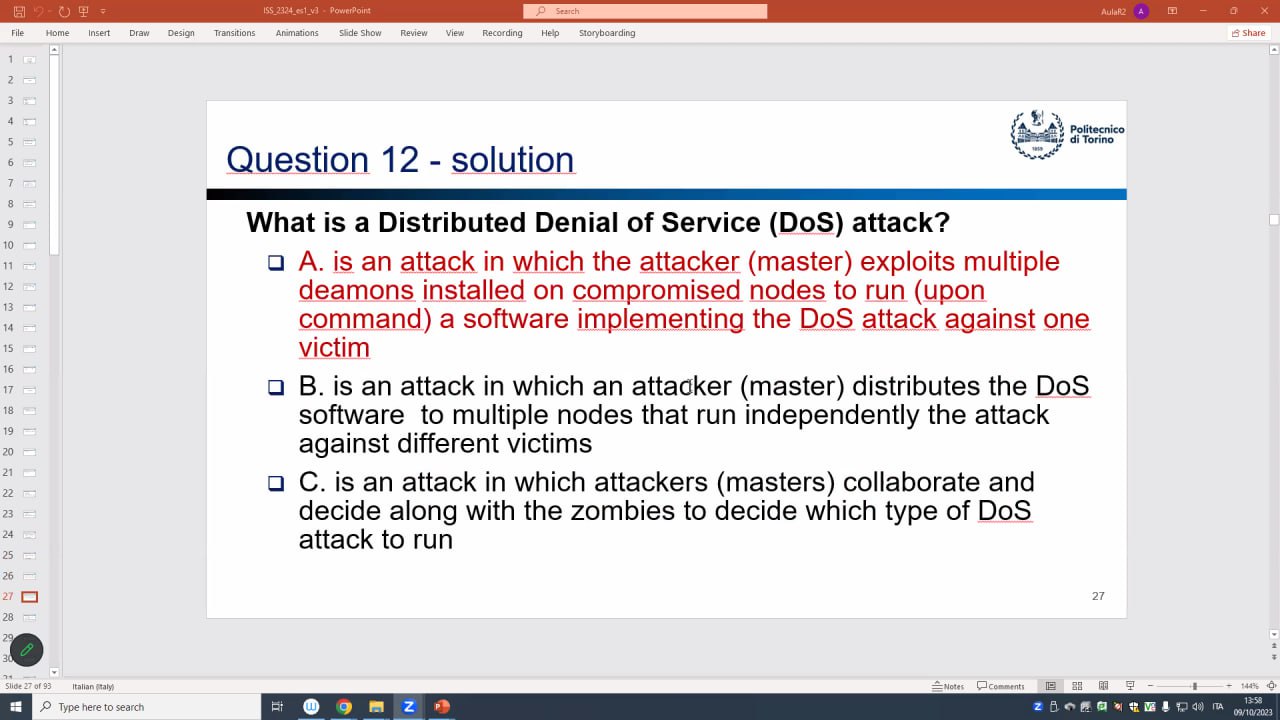 ISS_2324_es1_v3 - PowerPoint
Search
AulaR2
A
File Home Insert Draw Design Transitions Animations Slide Show Review View Recording Help Storyboarding
Share
1
2
3
4
5
6
7
8
9
10
11
12
13
14
15
16
17
18
19
20
21
22
23
24
25
26
27
28
29
30
Politecnico
di Torino
1859
Question 12 - solution
What is a Distributed Denial of Service (DoS) attack?
A. is an attack in which the attacker (master) exploits multiple
deamons installed on compromised nodes to run (upon
command) a software implementing the DoS attack against one
victim
B. is an attack in which an attacker (master) distributes the DoS
software to multiple nodes that run independently the attack
against different victims
C. is an attack in which attackers (masters) collaborate and
decide along with the zombies to decide which type of DoS
attack to run
27
Slide 27 of 93 Italian (Italy)
Notes Comments
144%
Type here to search
ITA
13:58
09/10/2023